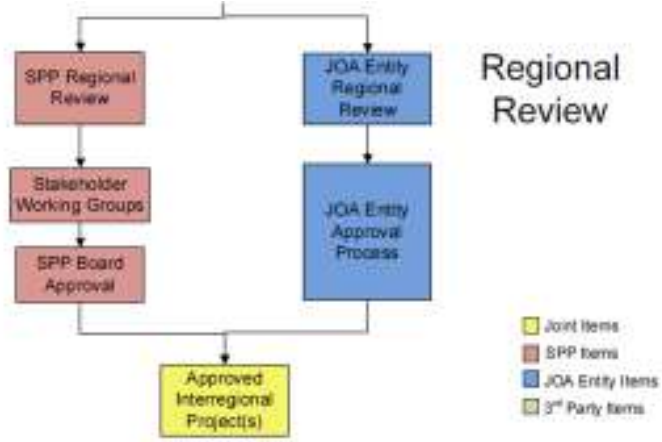 SPP Regional
Review
JOA Entity
Regional
Review
Regional
Review
Stakeholder
Working Groups
JOA Entity
Approval
Process
SPP Board
Approval
Approved
Interregional
Project(s)
Joint Items
SPP Items
JOA Entity Items
3rd Party Items